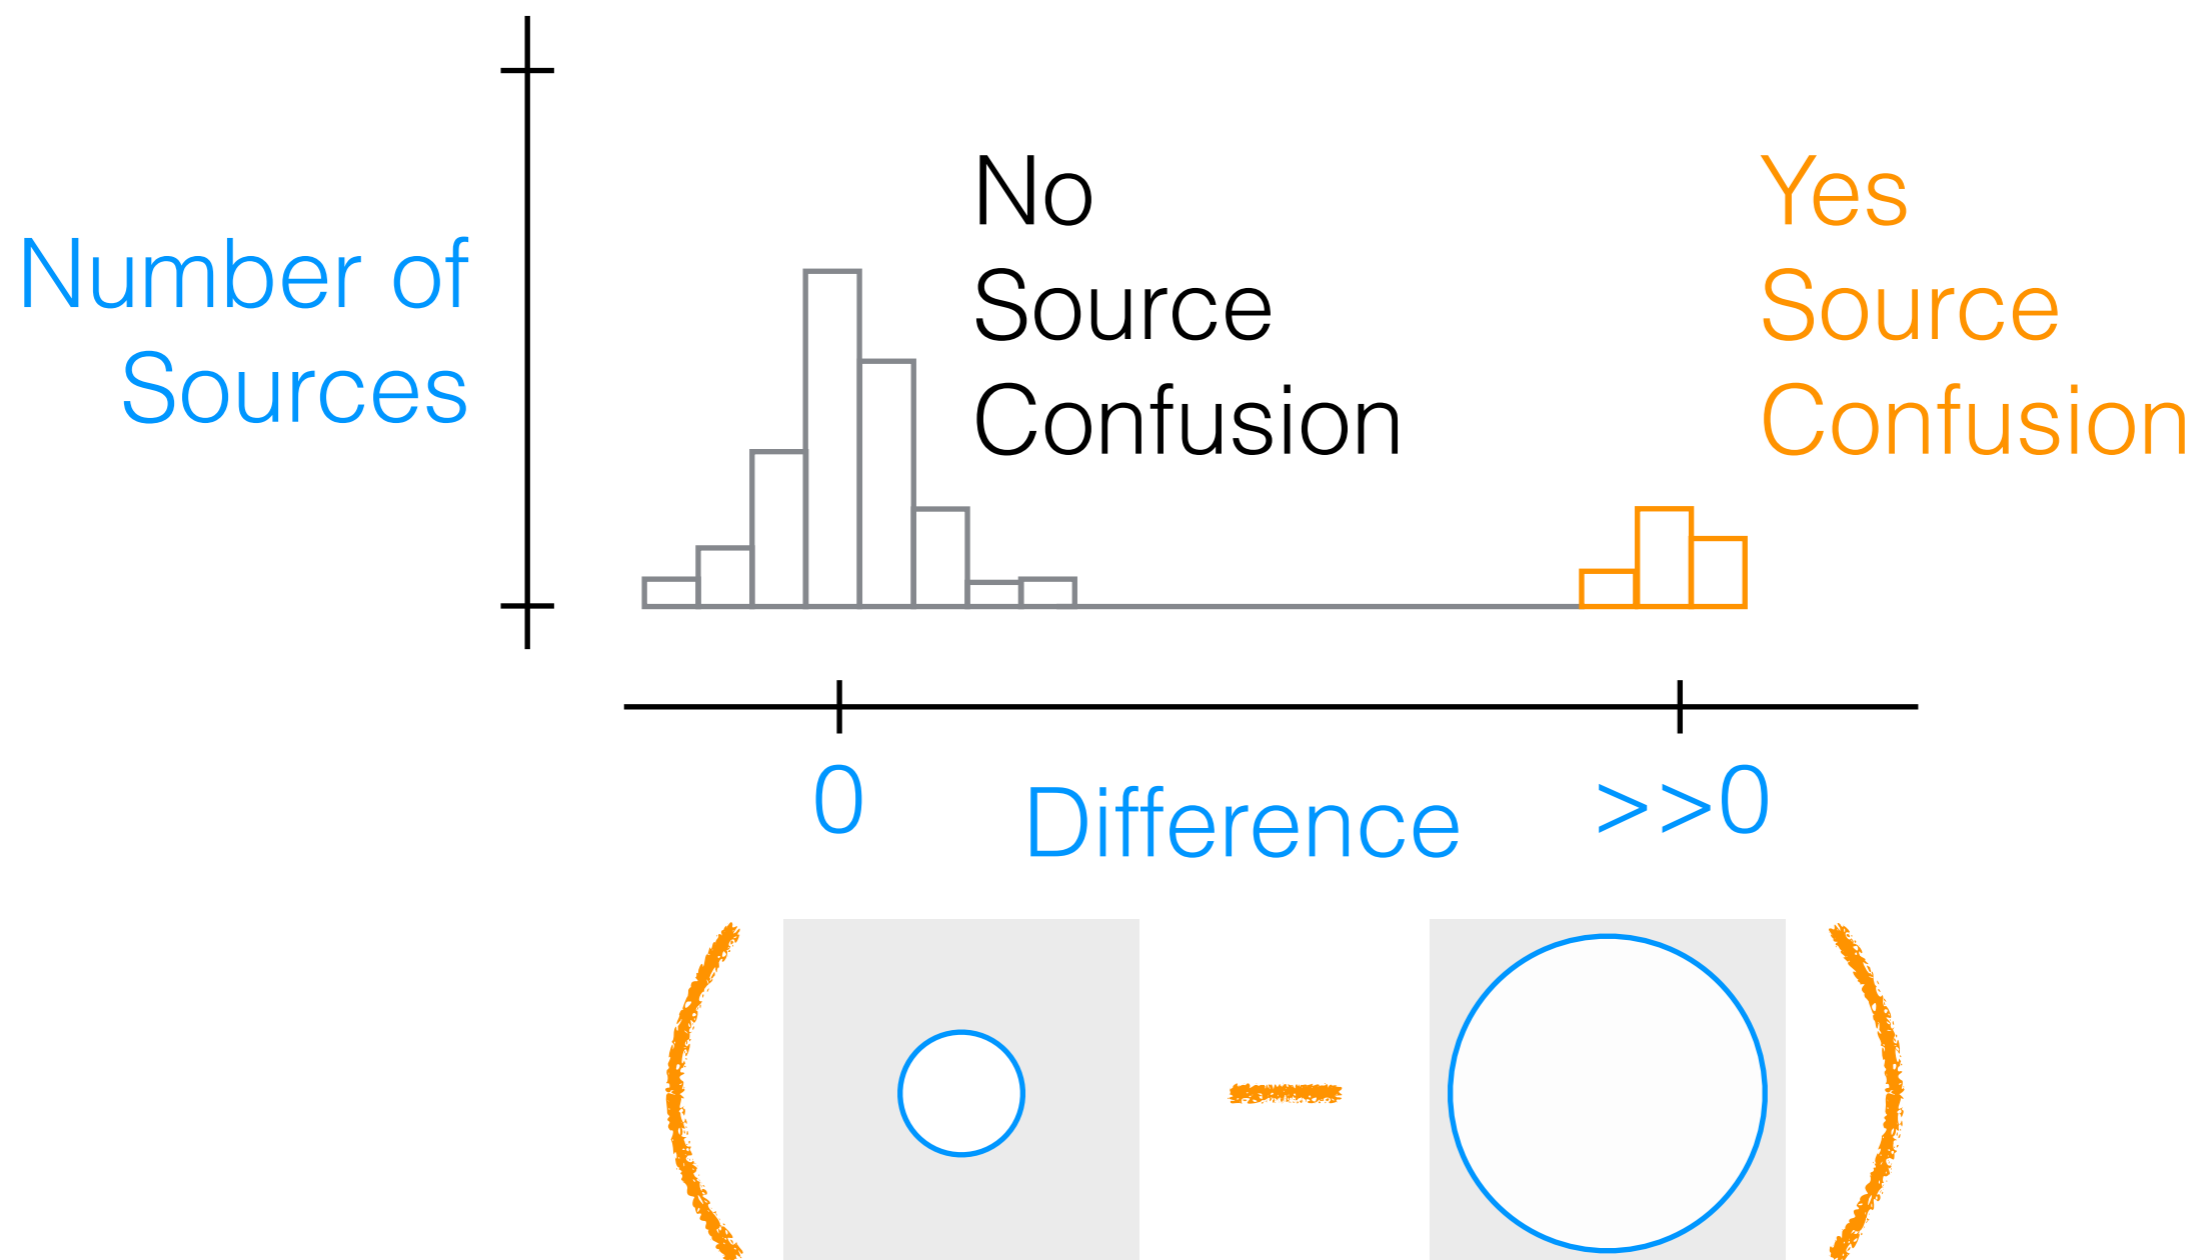 Number of
Sources
No
Source
Confusion
Yes
Source
Confusion
0
Difference
>>0